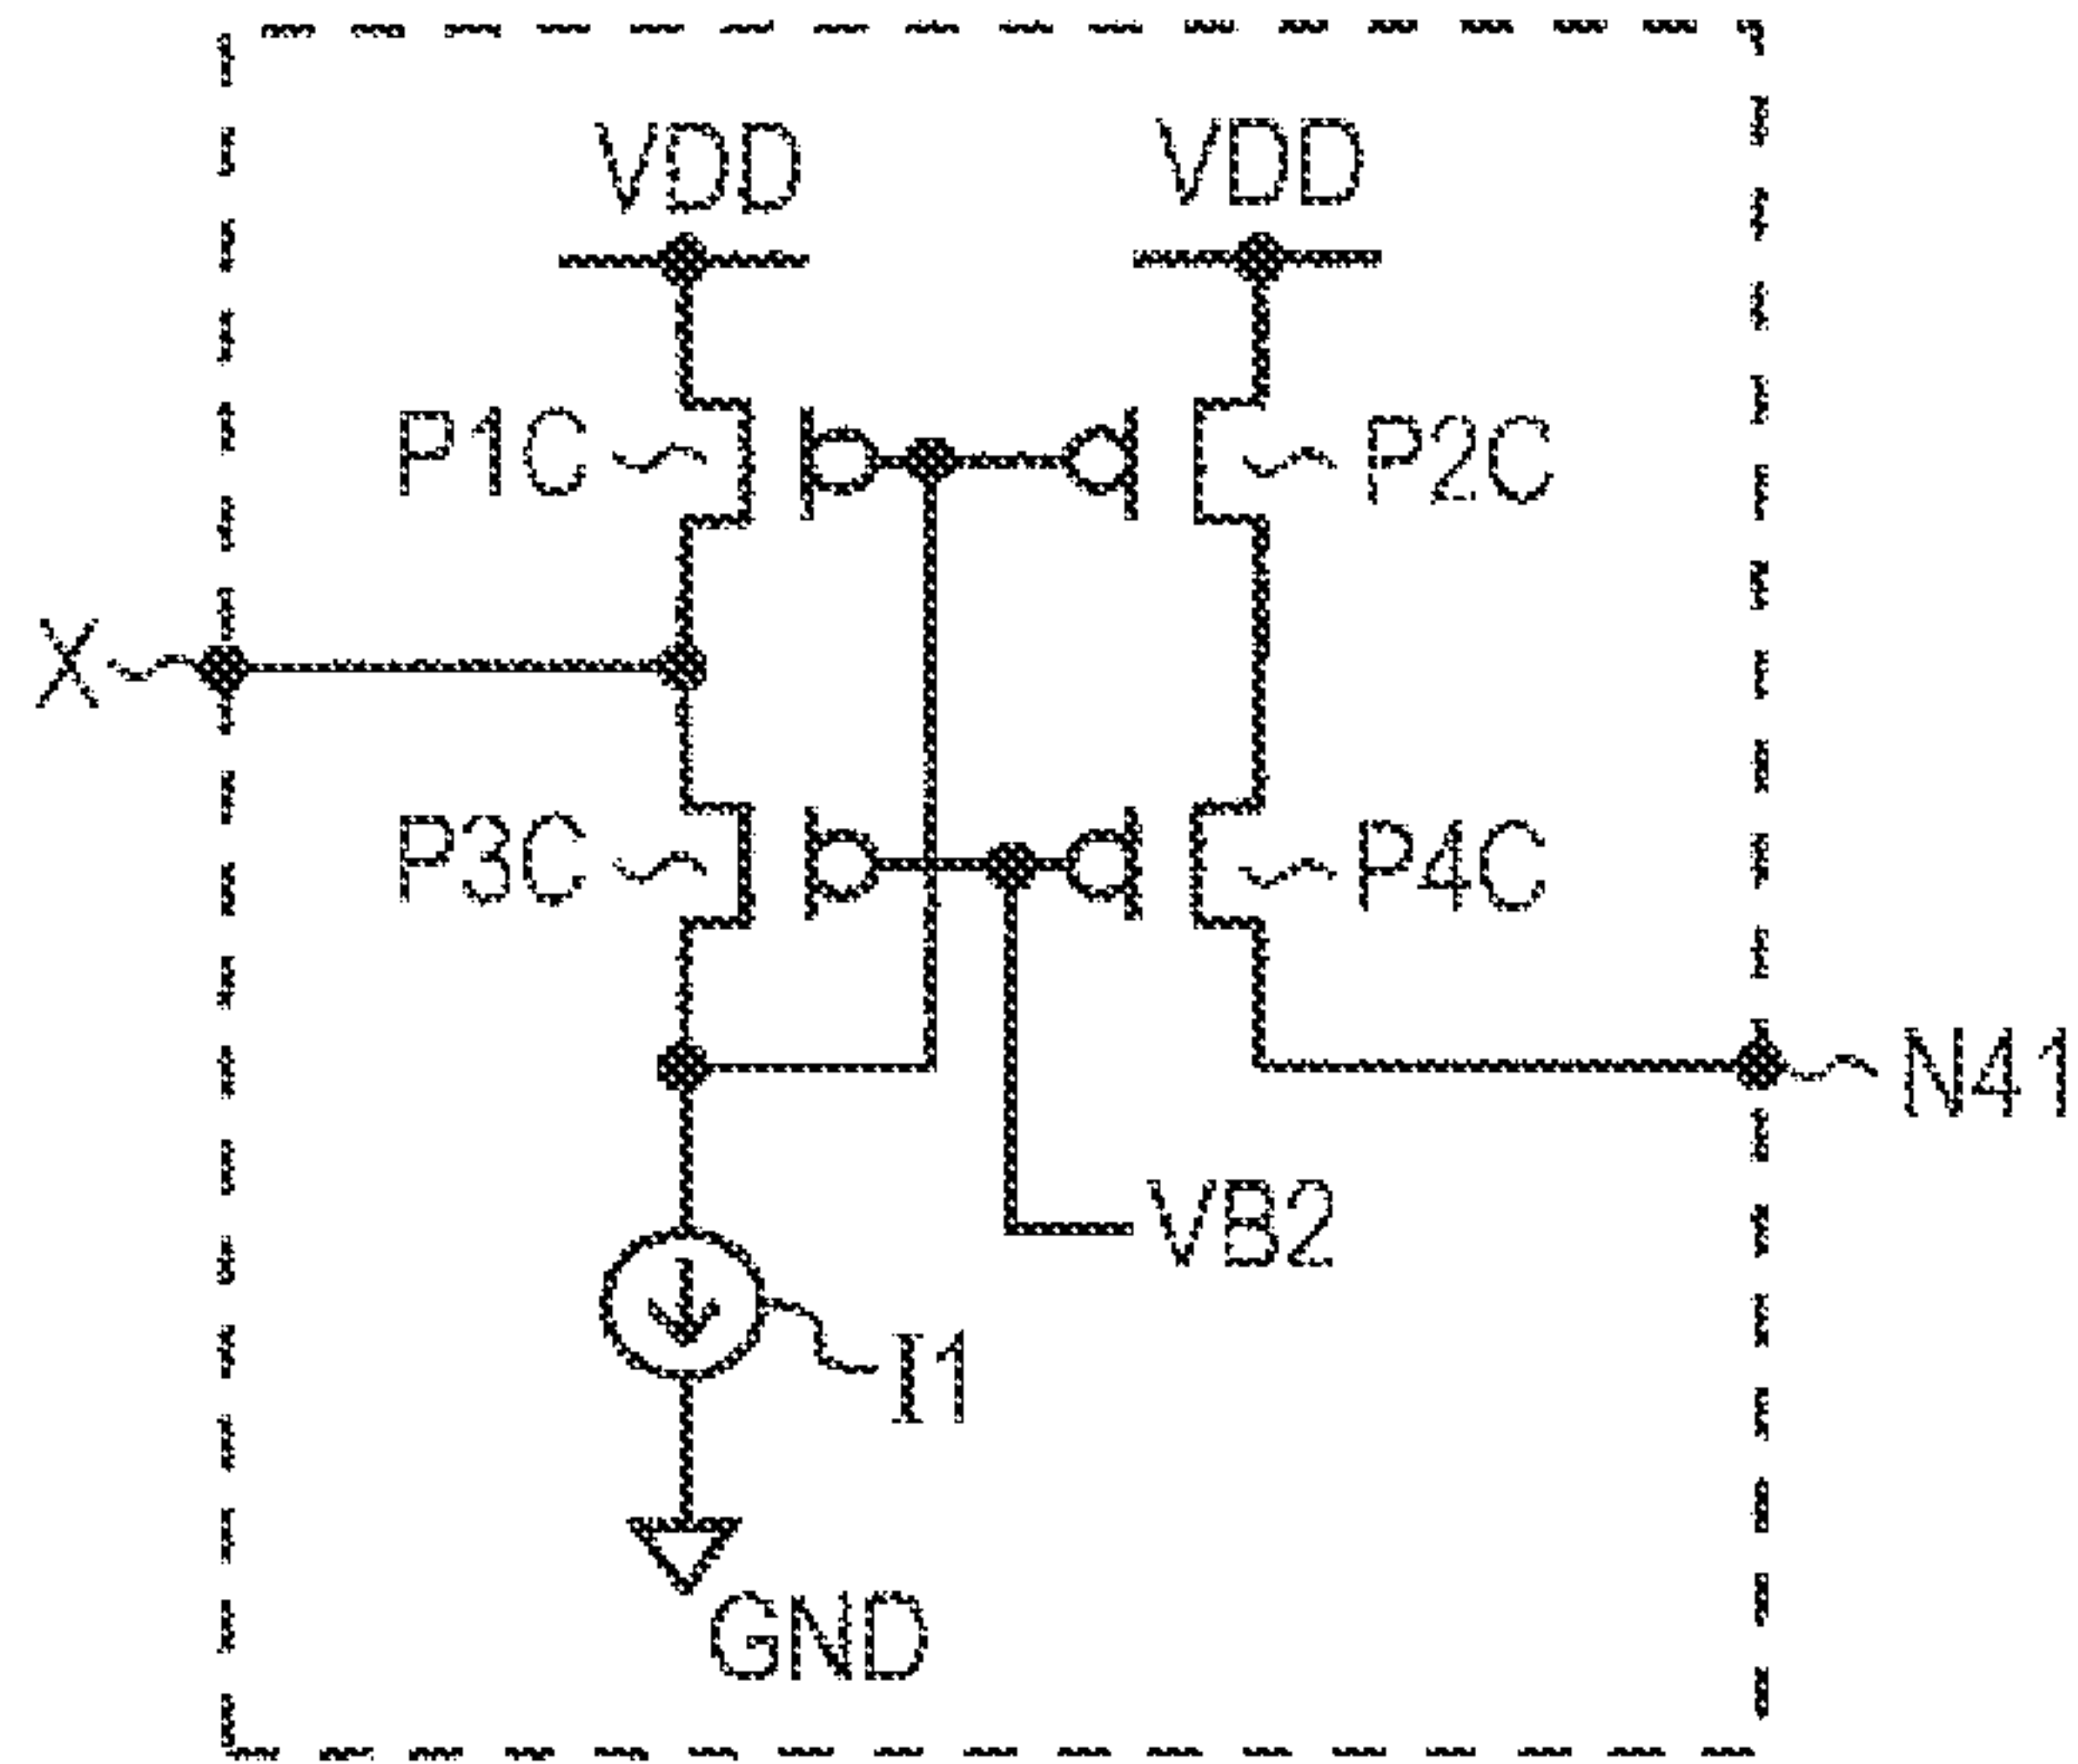 VDD
VDD
P1C
P2C
X
P3C
P4C
N41
VB2
I1
GND